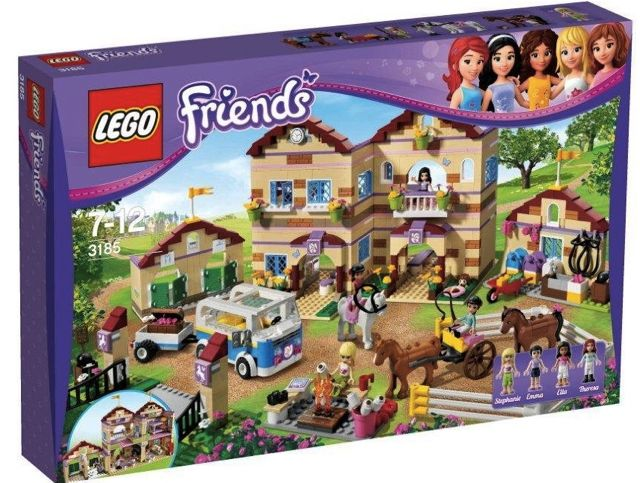 LEGO
3185
LEGO
Friends
Friends
7-12
3185
Stephanie
Emma
Ella
Theresa